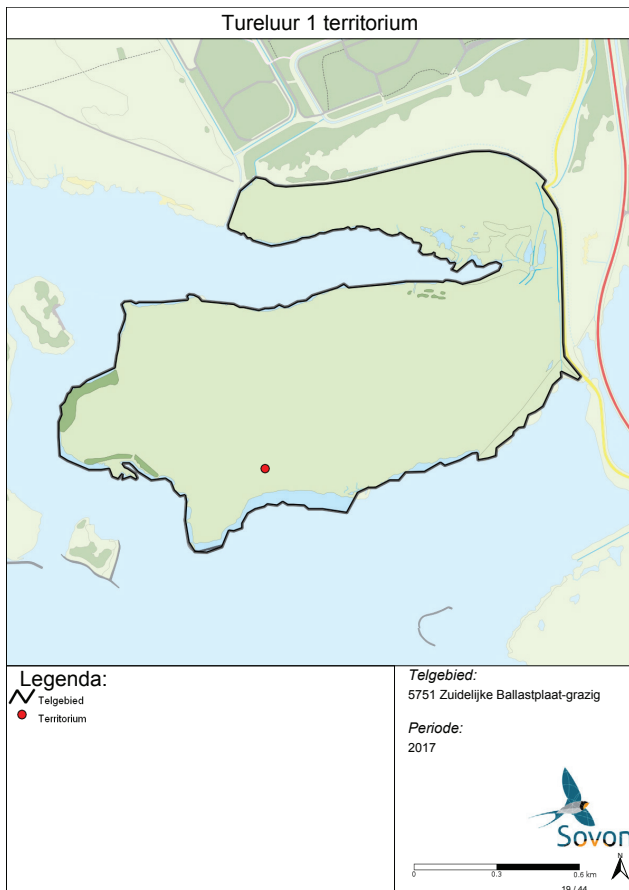 Tureluur 1 territorium
Legenda:
Telgebied
Territorium
Telgebied:
5751 Zuidelijke Ballastplaat-grazig
Periode:
2017
Sovon
N
0 0.3 0.6 km
19 / 44